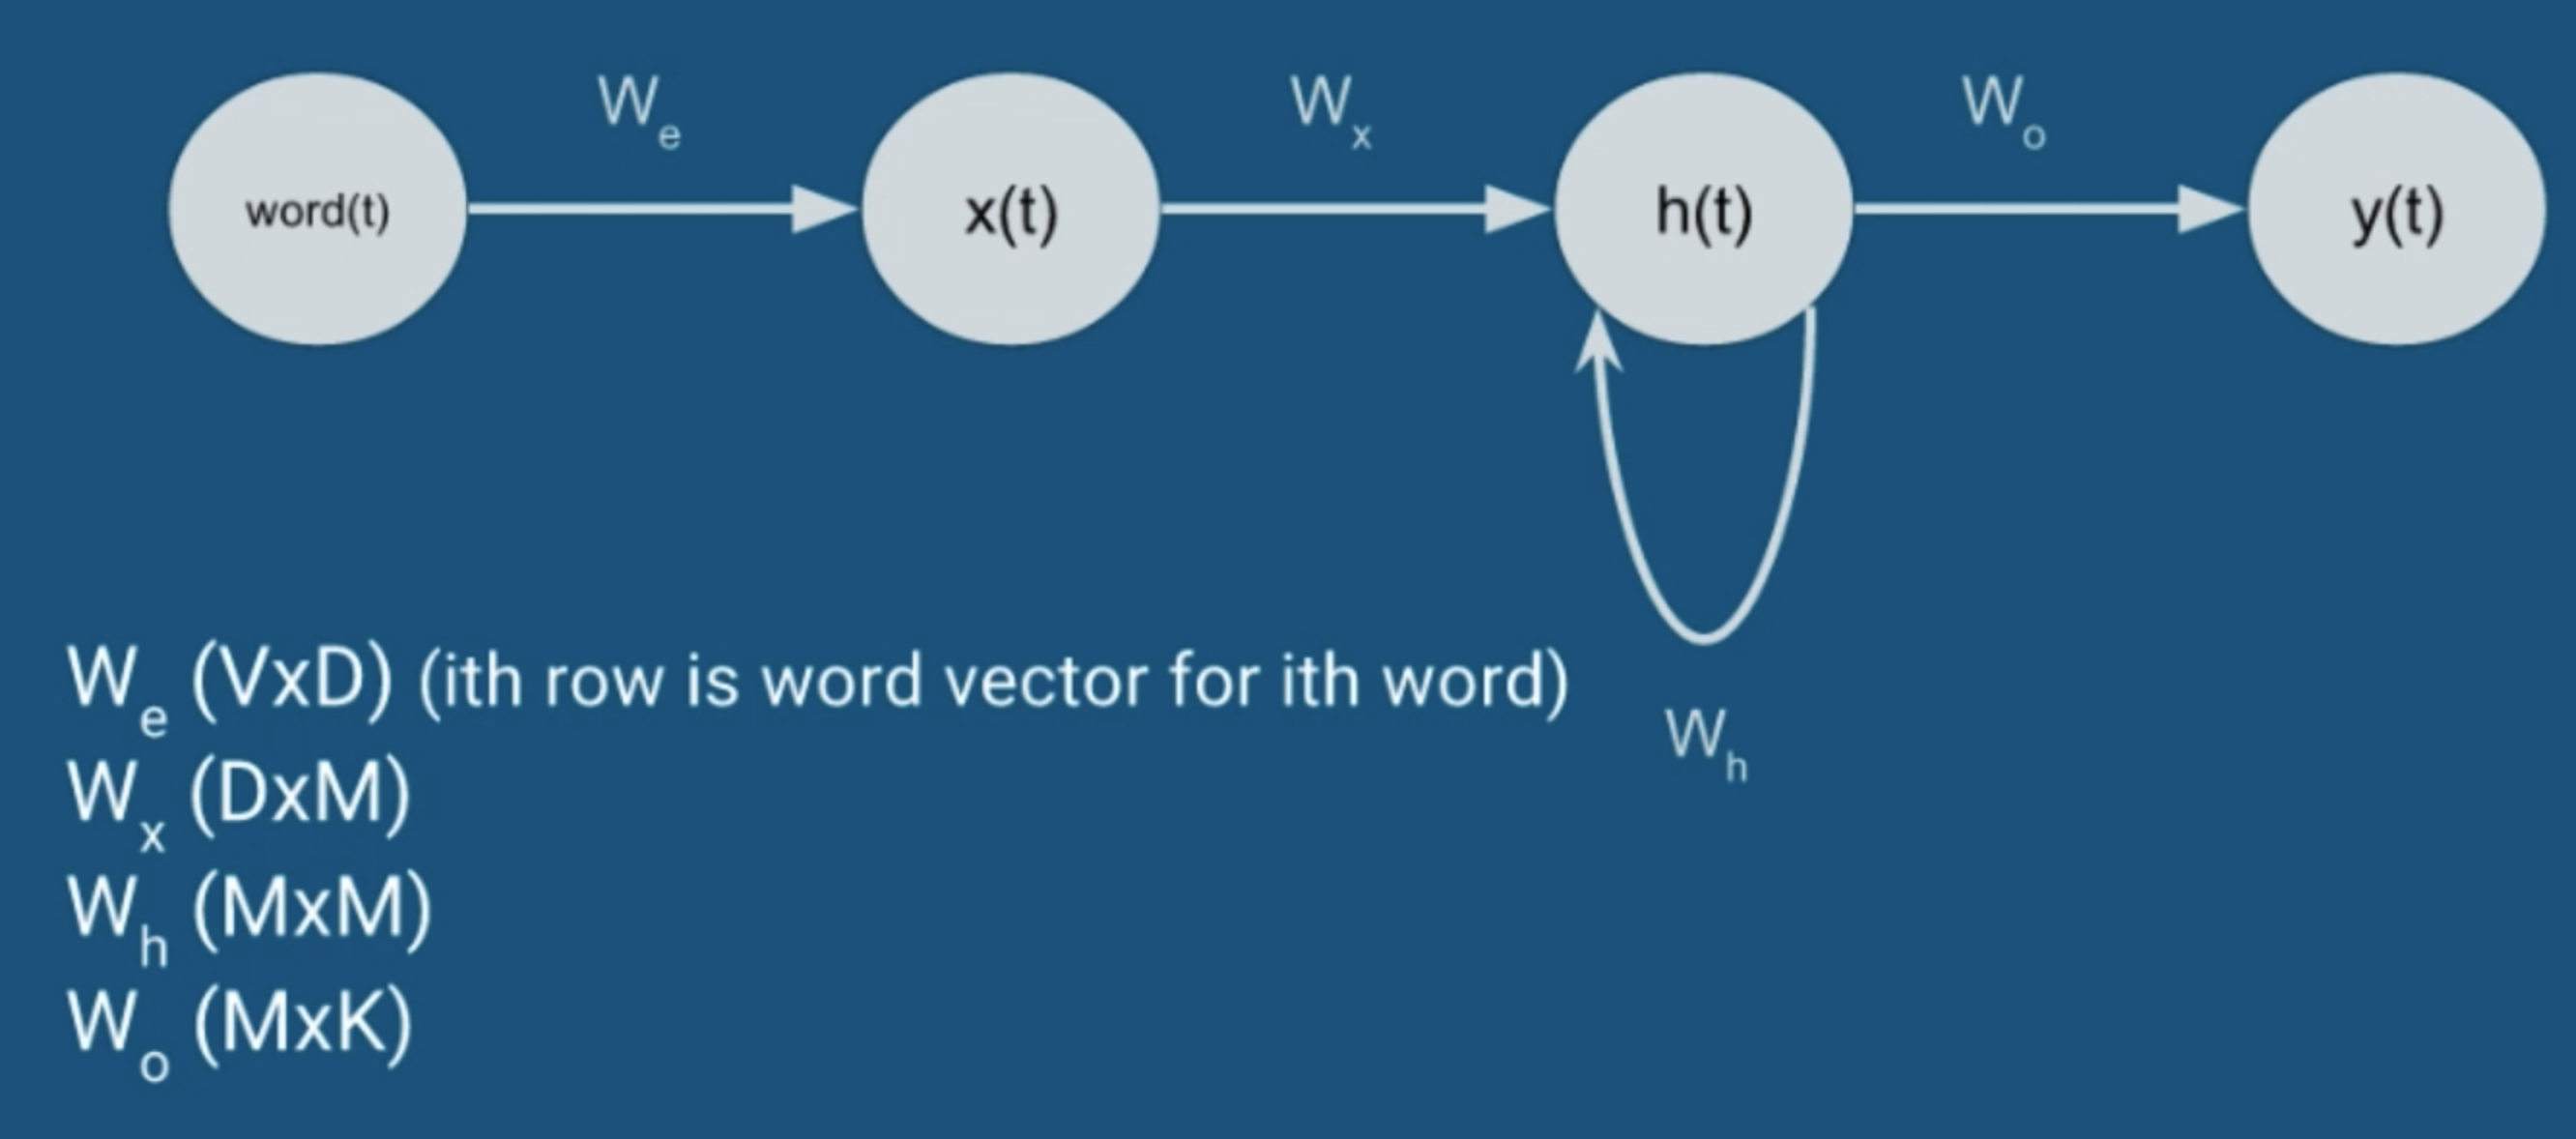 W_e W_x W_o
word(t) x(t) h(t) y(t)
W_e (VxD) (ith row is word vector for ith word)
W_h
W_x (DxM)
W_h (MxM)
W_o (MxK)